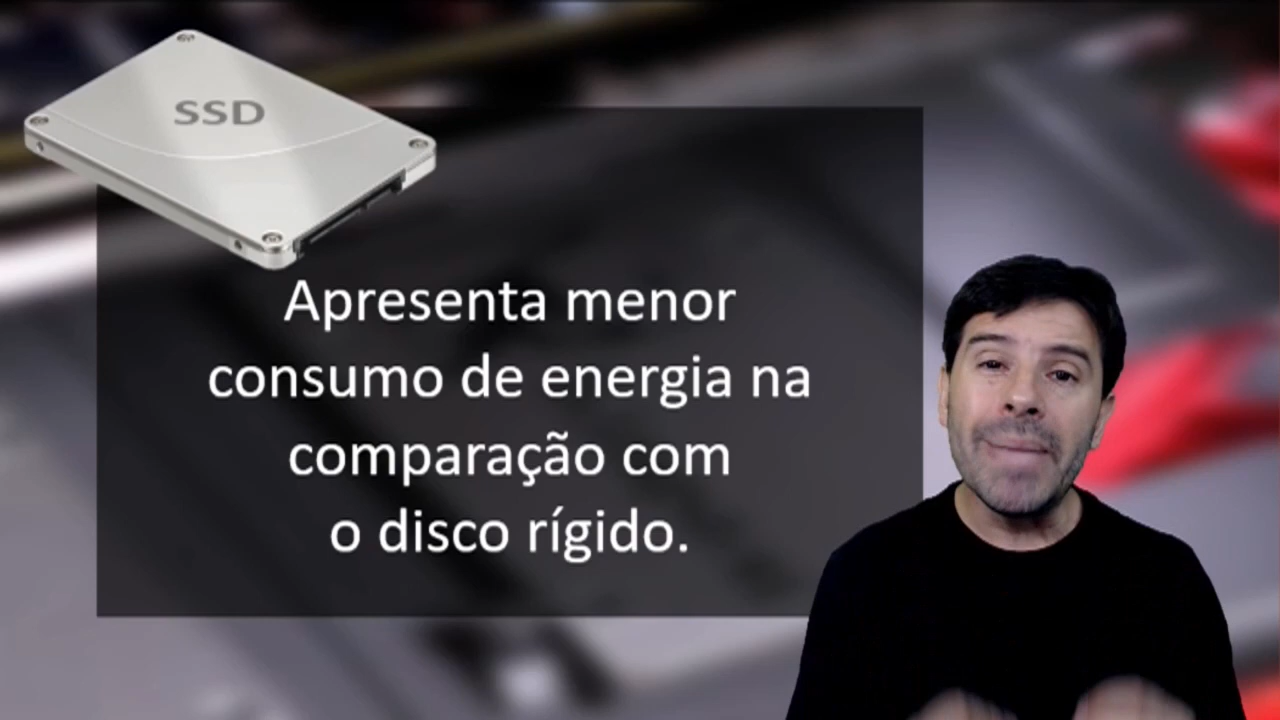 SSD
Apresenta menor
consumo de energia na
comparação com
o disco rígido.